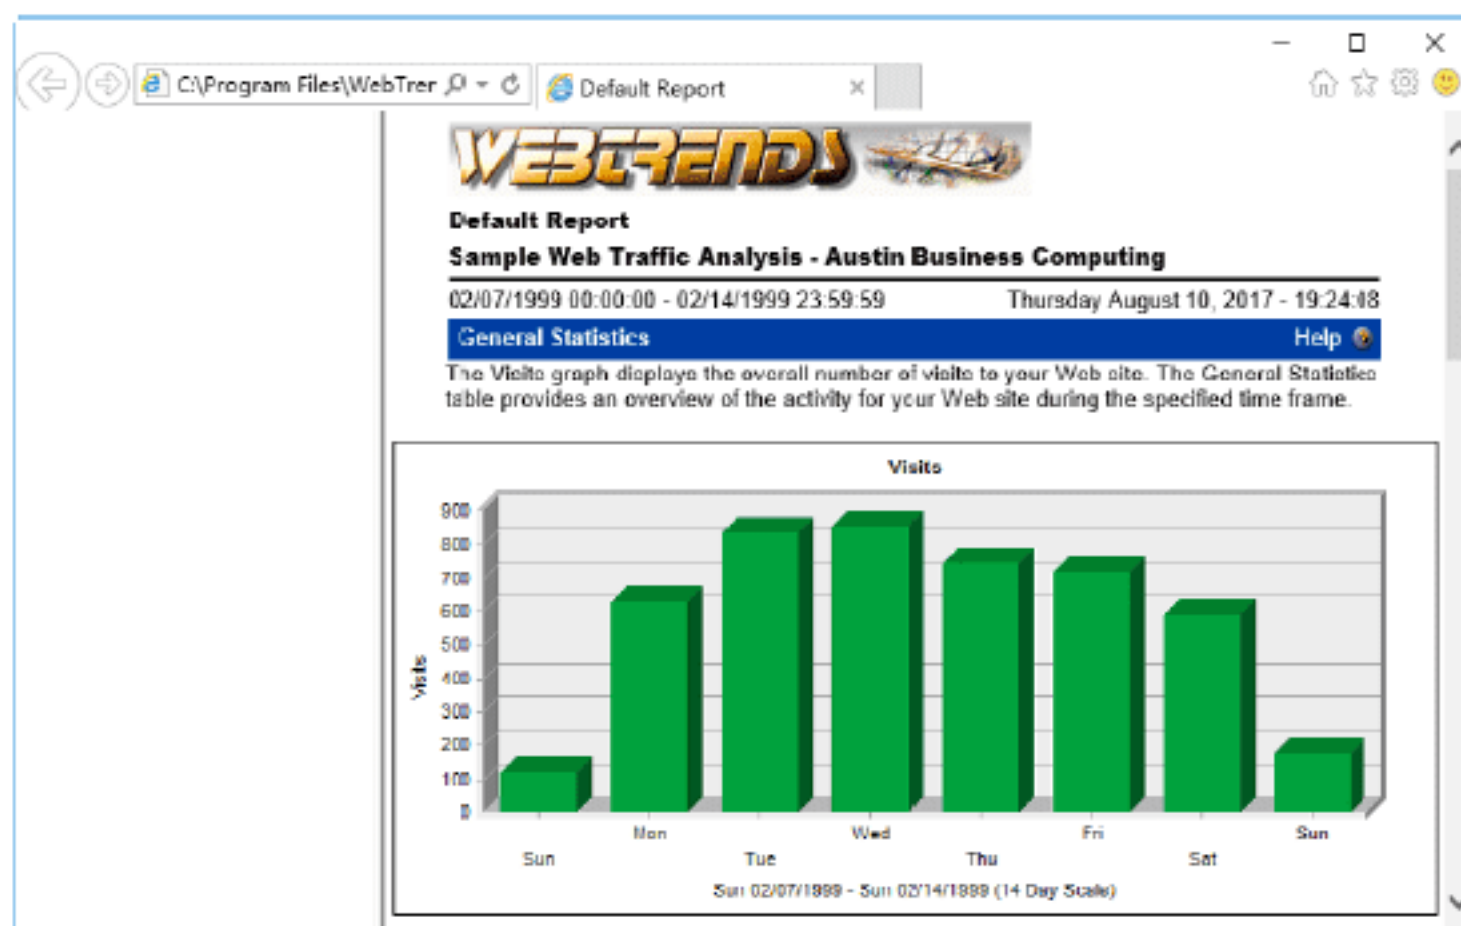 C:\Program Files\WebTrer
Default Report
WEBTRENDS
Default Report
Sample Web Traffic Analysis - Austin Business Computing
02/07/1999 00:00:00 - 02/14/1999 23:59:59 Thursday August 10, 2017 - 19:24:08
General Statistics Help
The Visits graph displays the overall number of visits to your Web site. The General Statistics
table provides an overview of the activity for your Web site during the specified time frame.
Visits
900
800
700
600
500
400
300
200
100
0
Visits
Mon Wed Fri Sun
Sun Tue Thu Sat
Sun 02/07/1999 - Sun 02/14/1999 (14 Day Scale)